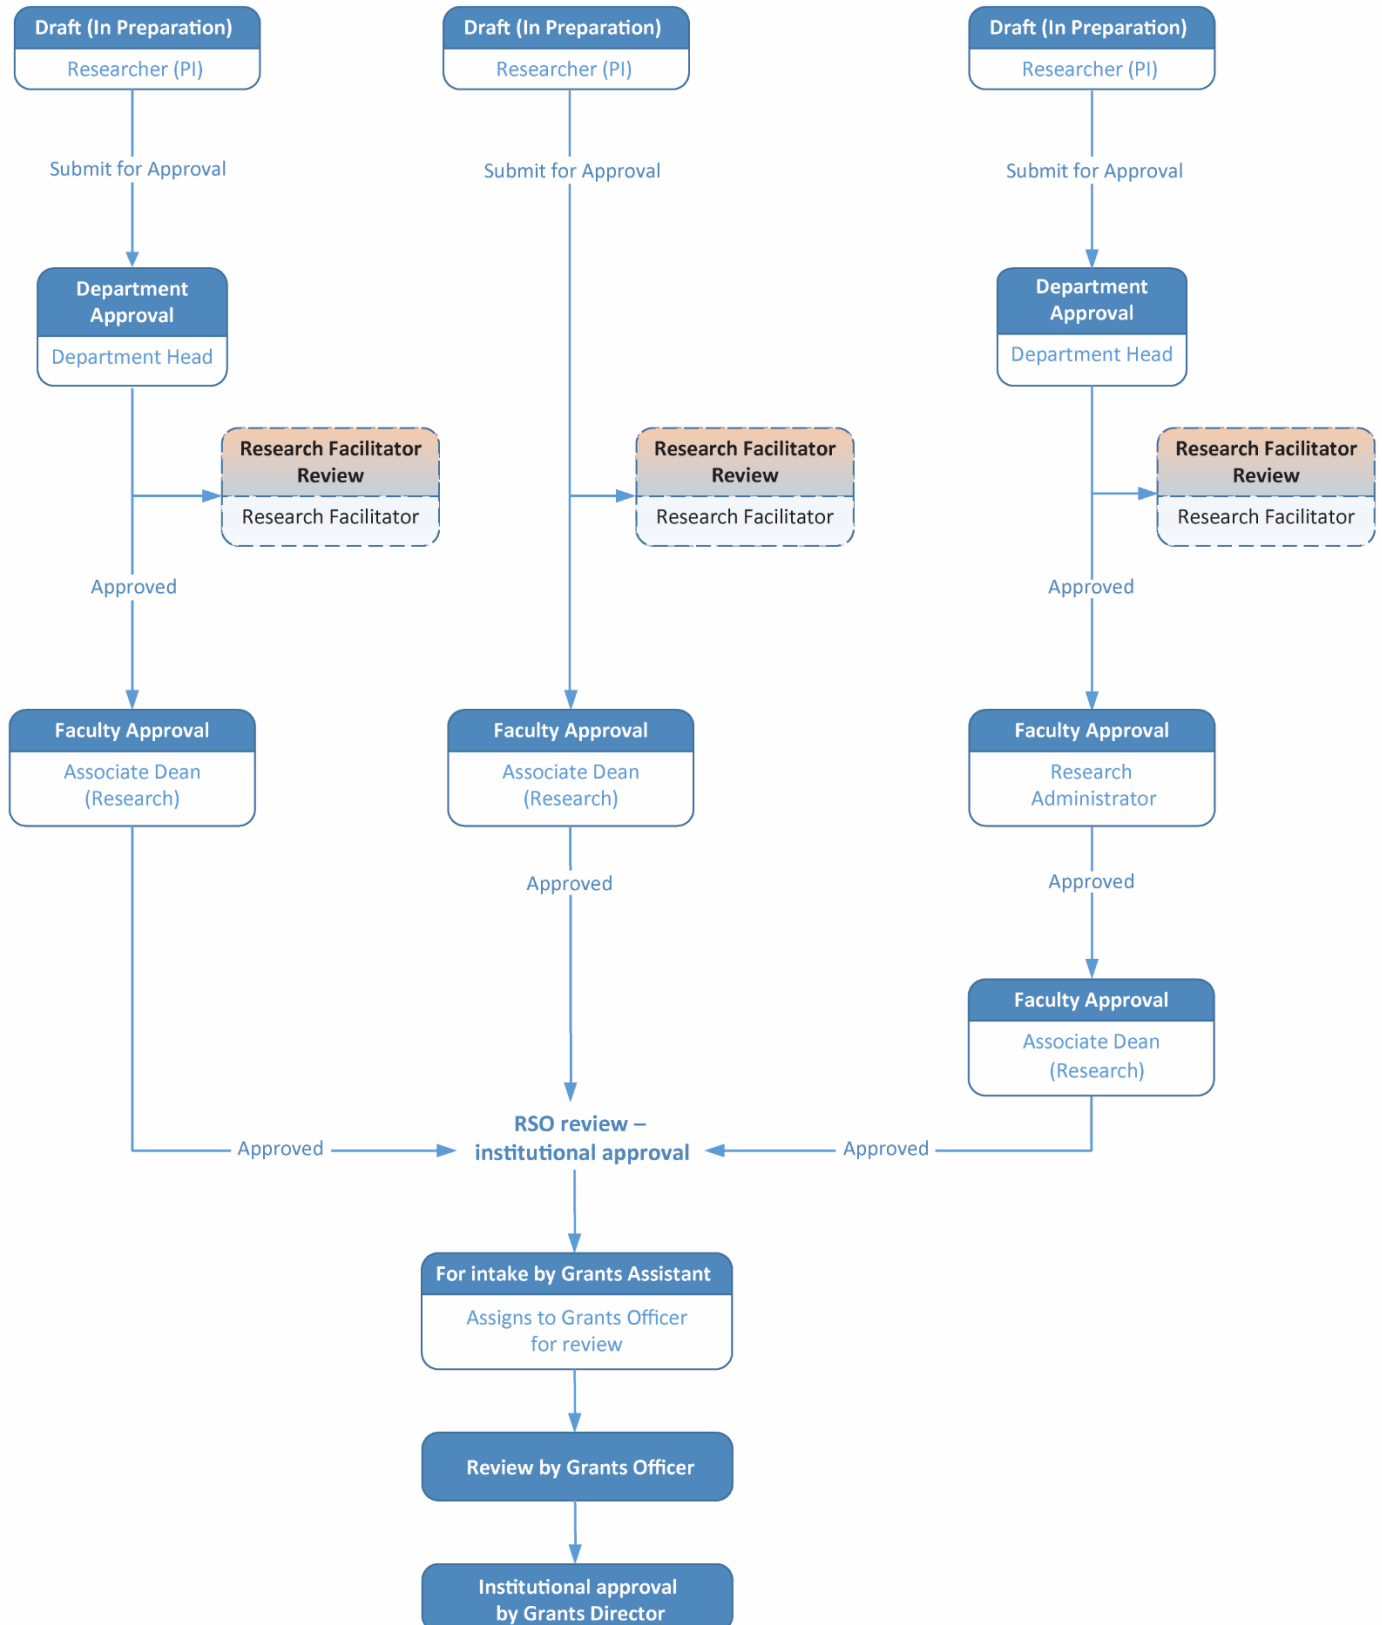 Draft (In Preparation)
Researcher (PI)
Draft (In Preparation)
Researcher (PI)
Draft (In Preparation)
Researcher (PI)
Submit for Approval
Submit for Approval
Submit for Approval
Department
Approval
Department Head
Department
Approval
Department Head
Research Facilitator
Review
Research Facilitator
Research Facilitator
Review
Research Facilitator
Research Facilitator
Review
Research Facilitator
Approved
Approved
Faculty Approval
Associate Dean
(Research)
Faculty Approval
Associate Dean
(Research)
Faculty Approval
Research
Administrator
Approved
Approved
Faculty Approval
Associate Dean
(Research)
Approved
RSO review –
institutional approval
Approved
For intake by Grants Assistant
Assigns to Grants Officer
for review
Review by Grants Officer
Institutional approval
by Grants Director